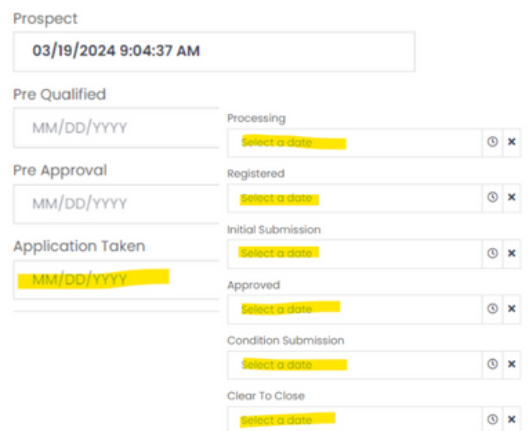 Prospect
03/19/2024 9:04:37 AM
Pre Qualified
MM/DD/YYYY
Pre Approval
MM/DD/YYYY
Application Taken
MM/DD/YYYY
Processing
Select a date
Registered
Select a date
Initial Submission
Select a date
Approved
Select a date
Condition Submission
Select a date
Clear To Close
Select a date